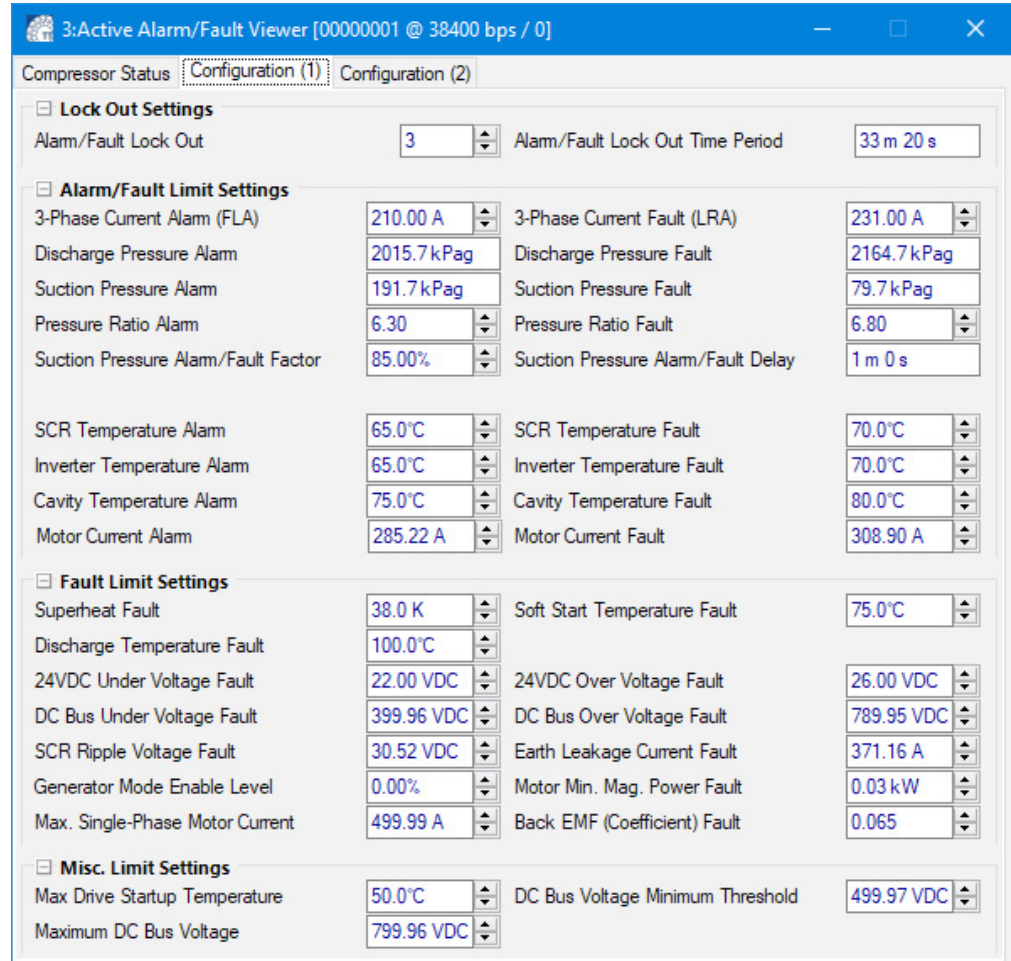 3:Active Alarm/Fault Viewer [00000001 @ 38400 bps / 0]
Compressor Status Configuration (1) Configuration (2)
Lock Out Settings
Alarm/Fault Lock Out 3 Alarm/Fault Lock Out Time Period 33 m 20 s
Alarm/Fault Limit Settings
3-Phase Current Alarm (FLA) 210.00 A 3-Phase Current Fault (LRA) 231.00 A
Discharge Pressure Alarm 2015.7 kPag Discharge Pressure Fault 2164.7 kPag
Suction Pressure Alarm 191.7 kPag Suction Pressure Fault 79.7 kPag
Pressure Ratio Alarm 6.30 Pressure Ratio Fault 6.80
Suction Pressure Alarm/Fault Factor 85.00% Suction Pressure Alarm/Fault Delay 1 m 0 s
SCR Temperature Alarm 65.0°C SCR Temperature Fault 70.0°C
Inverter Temperature Alarm 65.0°C Inverter Temperature Fault 70.0°C
Cavity Temperature Alarm 75.0°C Cavity Temperature Fault 80.0°C
Motor Current Alarm 285.22 A Motor Current Fault 308.90 A
Fault Limit Settings
Superheat Fault 38.0 K Soft Start Temperature Fault 75.0°C
Discharge Temperature Fault 100.0°C
24VDC Under Voltage Fault 22.00 VDC 24VDC Over Voltage Fault 26.00 VDC
DC Bus Under Voltage Fault 399.96 VDC DC Bus Over Voltage Fault 789.95 VDC
SCR Ripple Voltage Fault 30.52 VDC Earth Leakage Current Fault 371.16 A
Generator Mode Enable Level 0.00% Motor Min. Mag. Power Fault 0.03 kW
Max. Single-Phase Motor Current 499.99 A Back EMF (Coefficient) Fault 0.065
Misc. Limit Settings
Max Drive Startup Temperature 50.0°C DC Bus Voltage Minimum Threshold 499.97 VDC
Maximum DC Bus Voltage 799.96 VDC